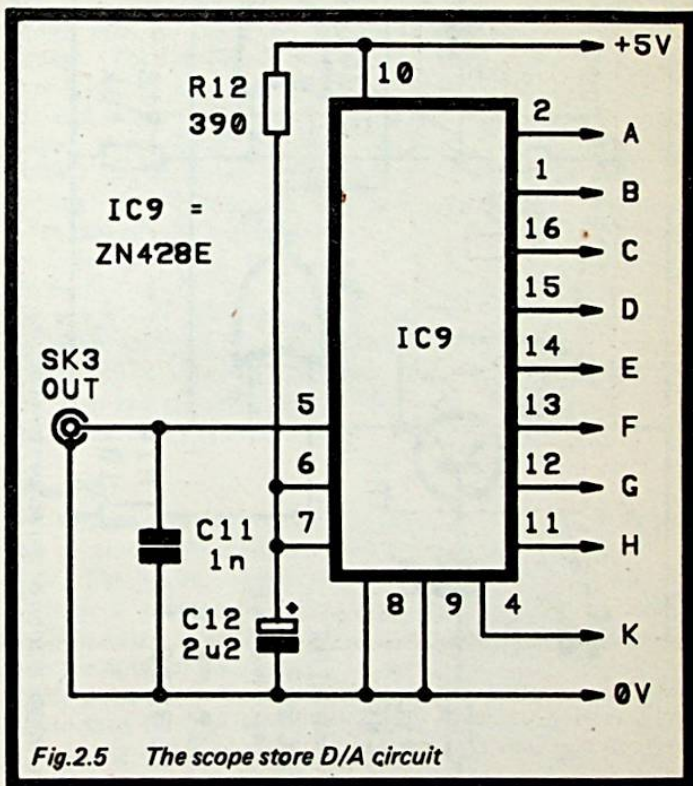 +5V
R12
390
10
2
A
1
B
IC9 =
ZN428E
16
C
15
D
IC9
14
E
SK3
OUT
5
13
F
6
12
G
7
11
H
C11
1n
8
9
4
C12
2u2
+
K
0V
Fig.2.5 The scope store D/A circuit